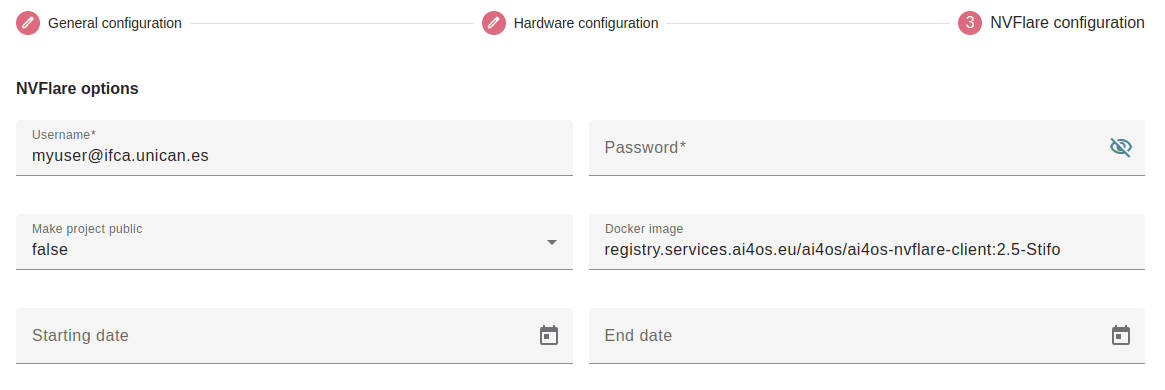 General configuration
Hardware configuration
3 NVFlare configuration
NVFlare options
Username*
myuser@ifca.unican.es
Password*
Make project public
false
Docker image
registry.services.ai4os.eu/ai4os/ai4os-nvflare-client:2.5-Stifo
Starting date
End date